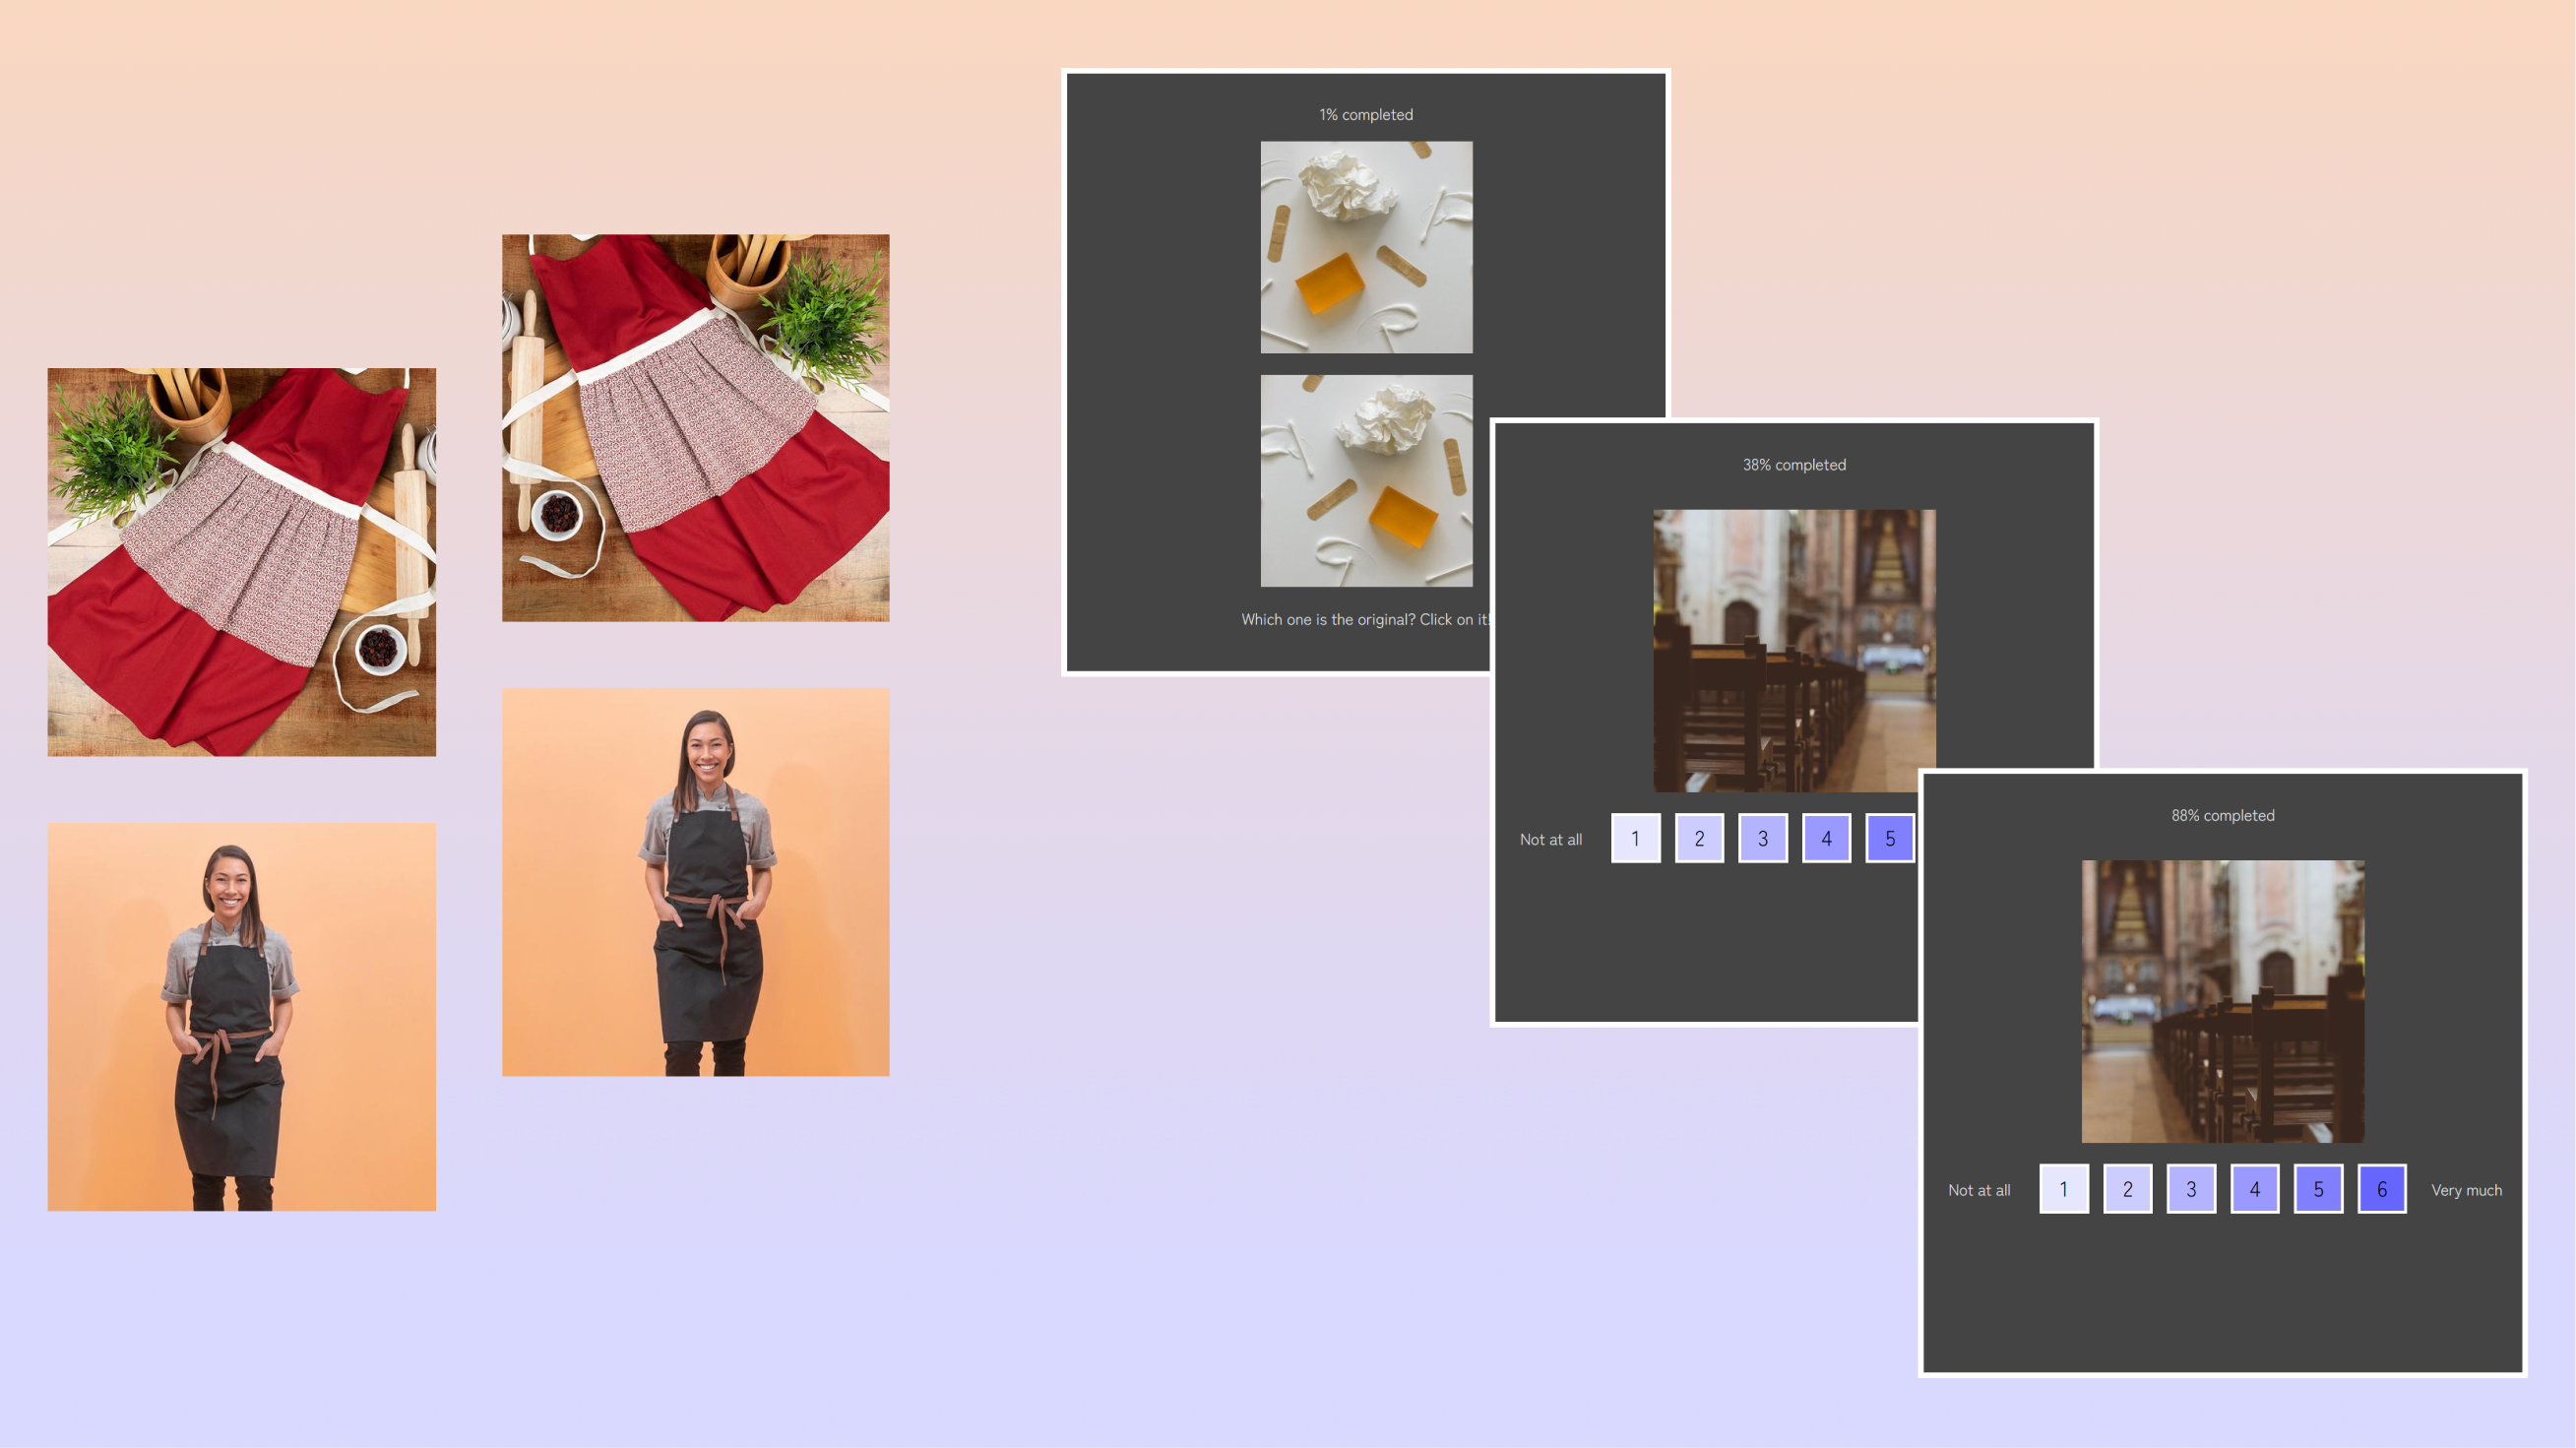 1% completed
Which one is the original? Click on it!
38% completed
Not at all 1 2 3 4 5
88% completed
Not at all 1 2 3 4 5 6 Very much